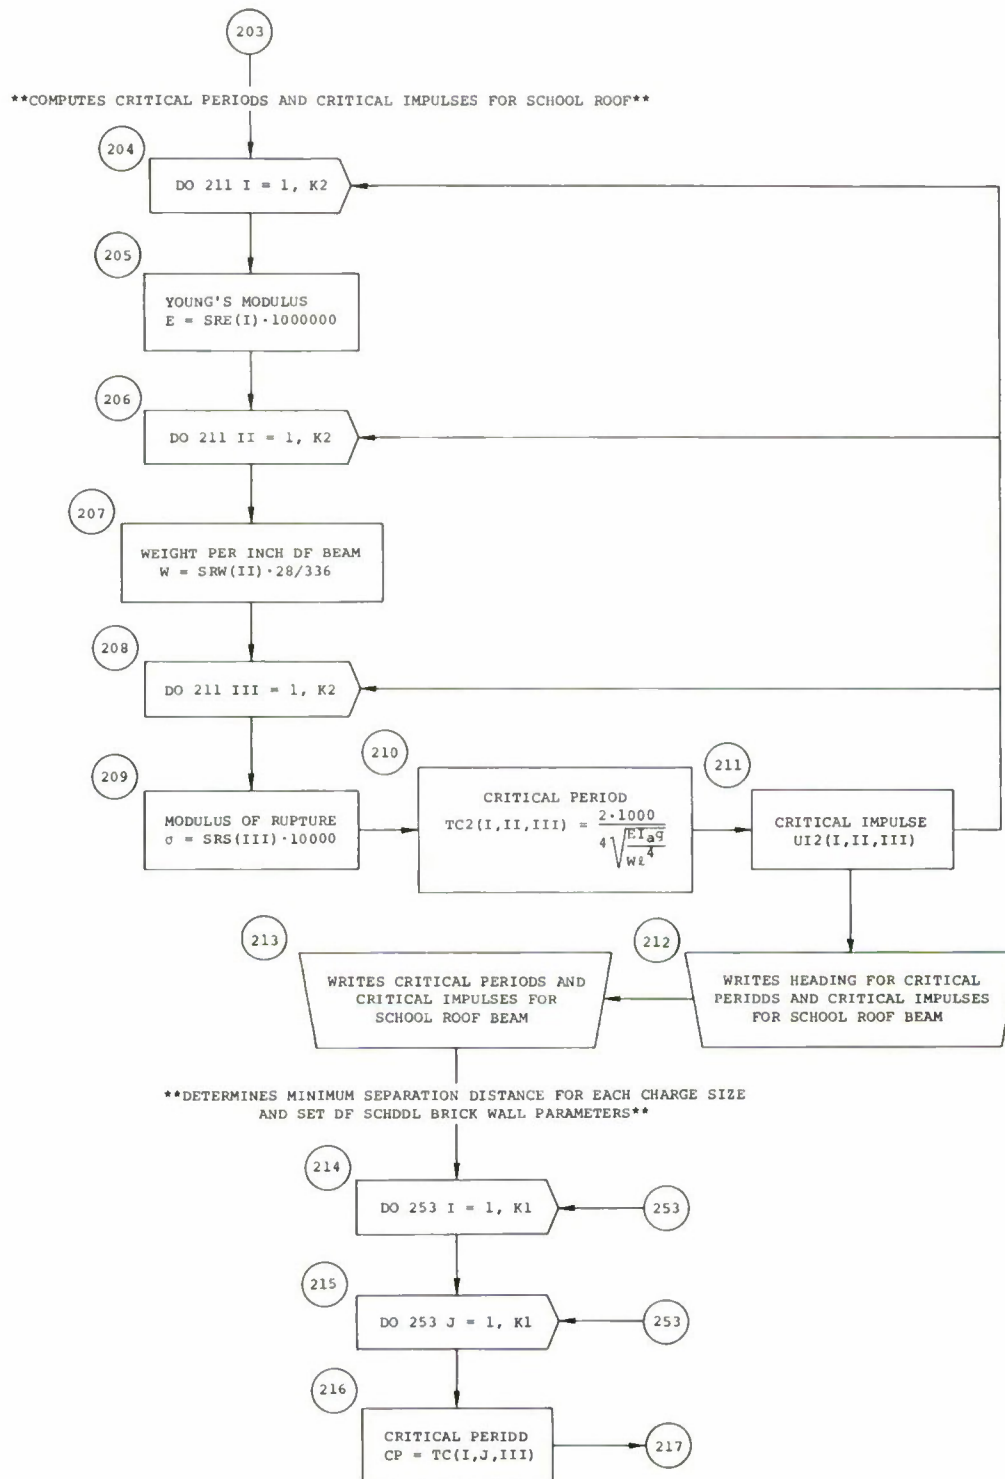 203
**COMPUTES CRITICAL PERIODS AND CRITICAL IMPULSES FOR SCHOOL ROOF**
204
DO 211 I = 1, K2
205
YOUNG'S MODULUS
E = SRE(I)·1000000
206
DO 211 II = 1, K2
207
WEIGHT PER INCH DF BEAM
W = SRW(II)·28/336
208
DO 211 III = 1, K2
209
MODULUS OF RUPTURE
σ = SRS(III)·10000
210
CRITICAL PERIOD
TC2(I,II,III) = 2·1000 / 4√(EIag / Wℓ^4)
211
CRITICAL IMPULSE
UI2(I,II,III)
212
WRITES HEADING FOR CRITICAL
PERIDDS AND CRITICAL IMPULSES
FOR SCHOOL ROOF BEAM
213
WRITES CRITICAL PERIODS AND
CRITICAL IMPULSES FOR
SCHOOL ROOF BEAM
**DETERMINES MINIMUM SEPARATION DISTANCE FOR EACH CHARGE SIZE
AND SET DF SCHDDL BRICK WALL PARAMETERS**
214
DO 253 I = 1, K1
253
215
DO 253 J = 1, K1
253
216
CRITICAL PERIDD
CP = TC(I,J,III)
217